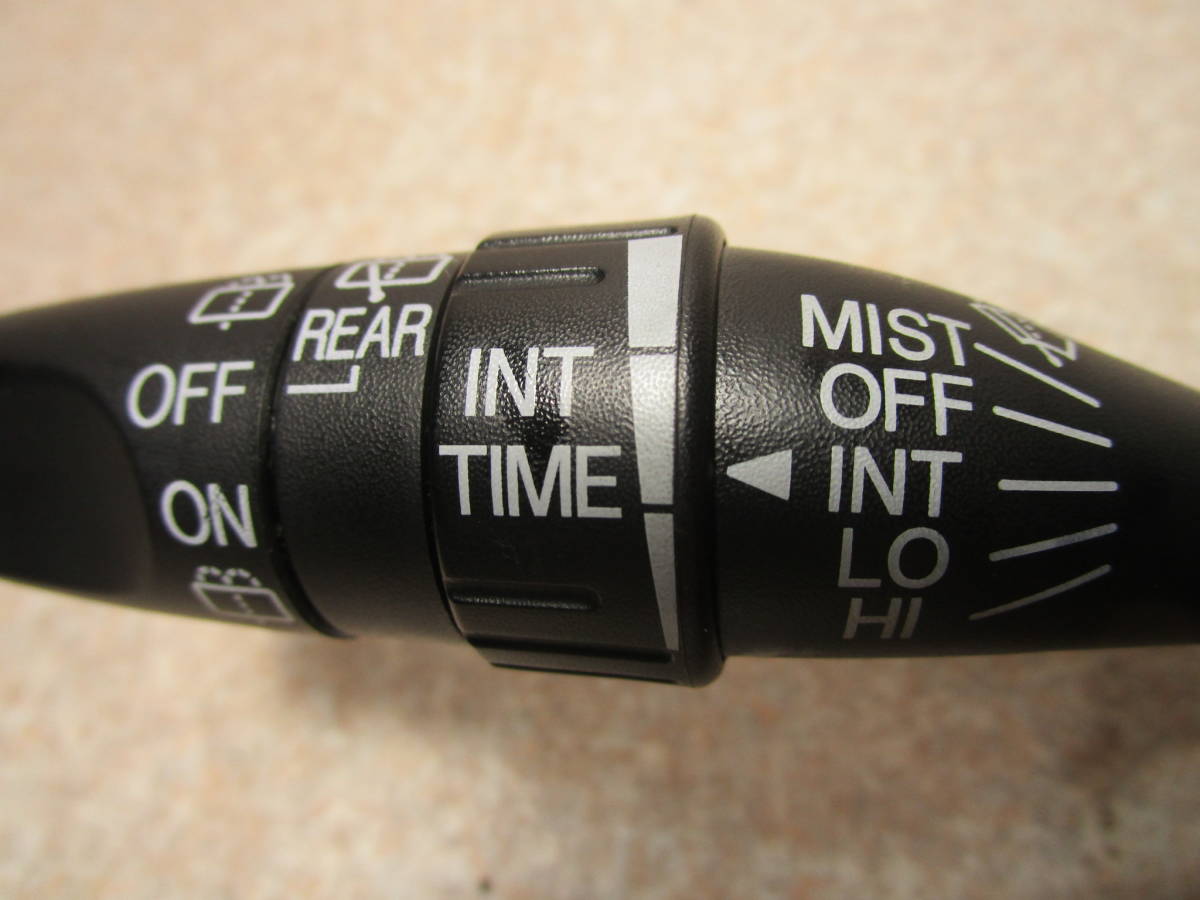 OFF
ON
REAR
INT
TIME
MIST
OFF
INT
LO
HI